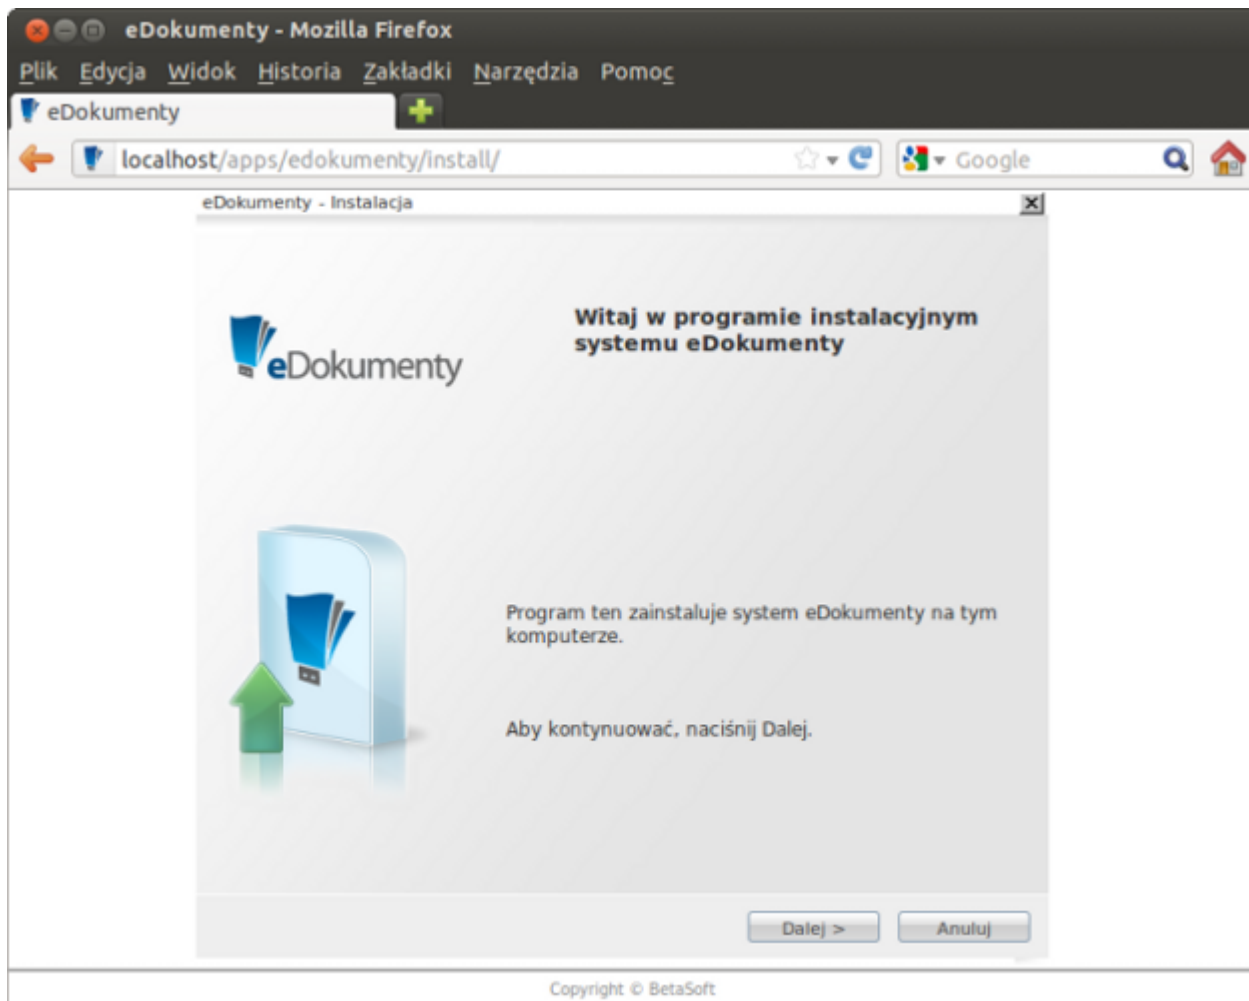 eDokumenty - Mozilla Firefox
Plik Edycja Widok Historia Zakładki Narzędzia Pomoc
eDokumenty
localhost/apps/edokumenty/install/ Google
eDokumenty - Instalacja
Witaj w programie instalacyjnym
systemu eDokumenty
eDokumenty
Program ten zainstaluje system eDokumenty na tym
komputerze.
Aby kontynuować, naciśnij Dalej.
Dalej > Anuluj
Copyright © BetaSoft